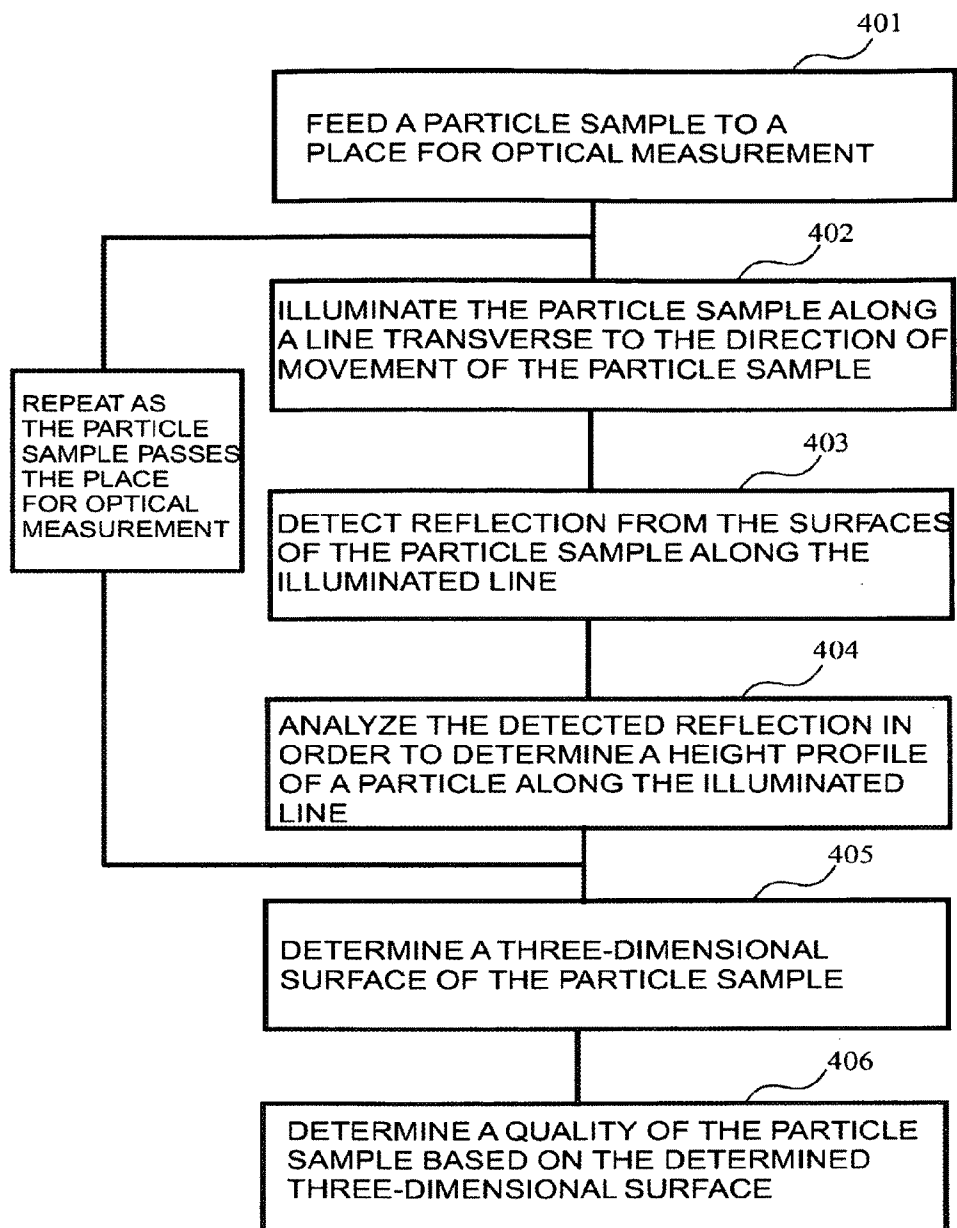 401
FEED A PARTICLE SAMPLE TO A
PLACE FOR OPTICAL MEASUREMENT
402
ILLUMINATE THE PARTICLE SAMPLE ALONG
A LINE TRANSVERSE TO THE DIRECTION OF
MOVEMENT OF THE PARTICLE SAMPLE
REPEAT AS
THE PARTICLE
SAMPLE PASSES
THE PLACE
FOR OPTICAL
MEASUREMENT
403
DETECT REFLECTION FROM THE SURFACES
OF THE PARTICLE SAMPLE ALONG THE
ILLUMINATED LINE
404
ANALYZE THE DETECTED REFLECTION IN
ORDER TO DETERMINE A HEIGHT PROFILE
OF A PARTICLE ALONG THE ILLUMINATED
LINE
405
DETERMINE A THREE-DIMENSIONAL
SURFACE OF THE PARTICLE SAMPLE
406
DETERMINE A QUALITY OF THE PARTICLE
SAMPLE BASED ON THE DETERMINED
THREE-DIMENSIONAL SURFACE